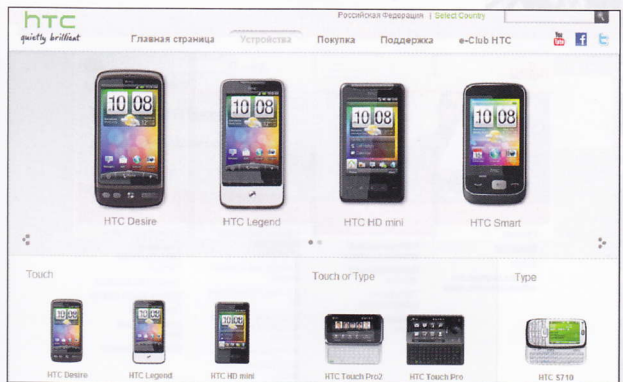 hTC
quietly brilliant
Российская Федерация | Select Country
Главная страница Устройства Покупка Поддержка e-Club HTC
You Tube f t
10 08 10 08 10 08 10 08
HTC Desire HTC Legend HTC HD mini HTC Smart
Touch Touch or Type Type
HTC Desire HTC Legend HTC HD mini HTC Touch Pro2 HTC Touch Pro HTC S710